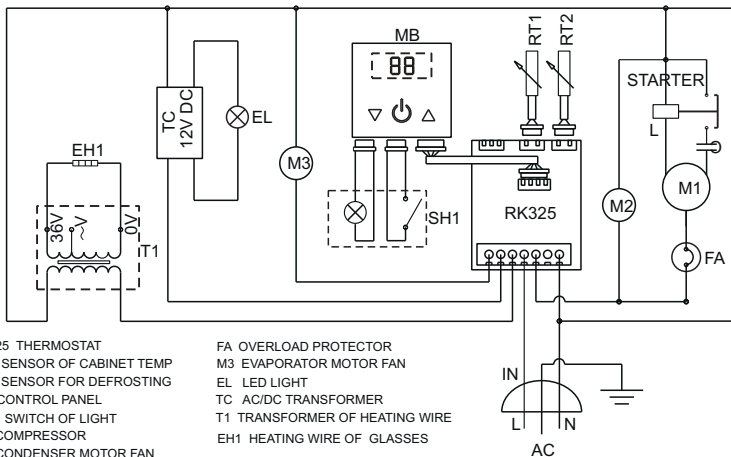 MB
RT1
RT2
88
STARTER
TC
12V DC
EL
L
EH1
M3
M1
36V
V
~
0V
T1
SH1
RK325
M2
FA
IN
L
N
AC
25 THERMOSTAT
SENSOR OF CABINET TEMP
SENSOR FOR DEFROSTING
CONTROL PANEL
SWITCH OF LIGHT
COMPRESSOR
CONDENSER MOTOR FAN
FA OVERLOAD PROTECTOR
M3 EVAPORATOR MOTOR FAN
EL LED LIGHT
TC AC/DC TRANSFORMER
T1 TRANSFORMER OF HEATING WIRE
EH1 HEATING WIRE OF GLASSES